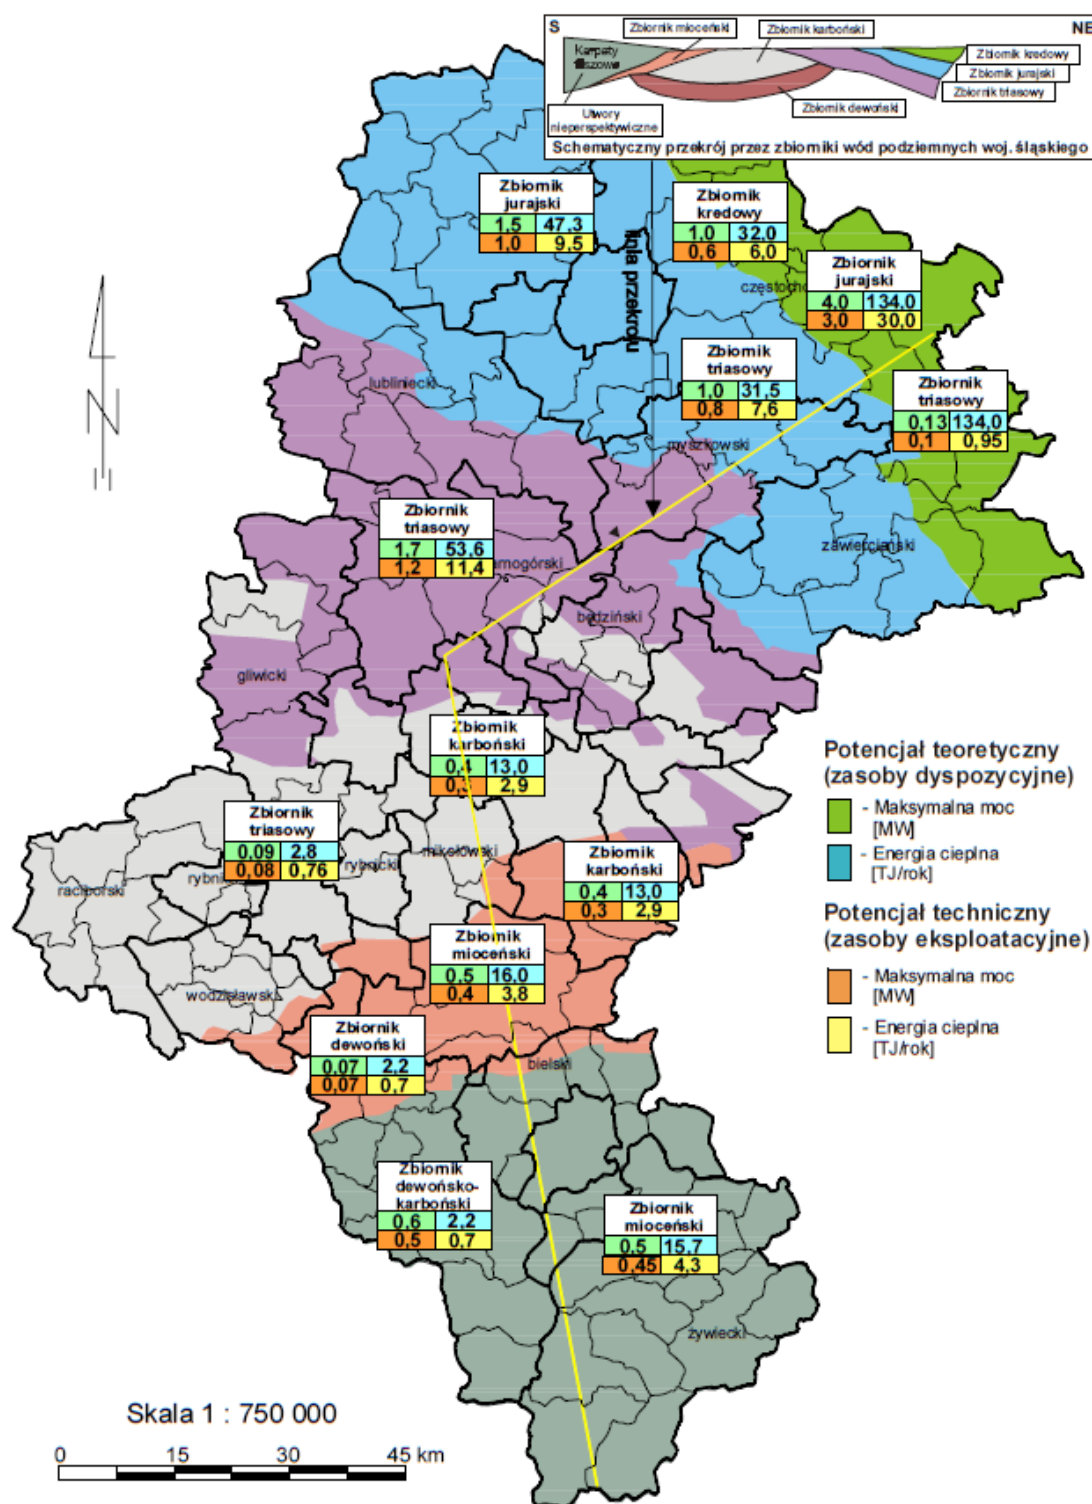 S
NE
Zbiornik mioceński
Zbiornik karboński
Karpaty
fliszowe
Zbiornik kredowy
Zbiornik jurajski
Zbiornik triasowy
Zbiornik dewoński
Utwory
nieperspektywiczne
Schematyczny przekrój przez zbiorniki wód podziemnych woj. śląskiego
Zbiornik
jurajski
1,5 47,3
1,0 9,5
Zbiornik
kredowy
1,0 32,0
0,6 6,0
linia przekroju
Zbiornik
jurajski
4,0 134,0
3,0 30,0
częstocho
Zbiornik
triasowy
1,0 31,5
0,8 7,6
Zbiornik
triasowy
0,13 134,0
0,1 0,95
lubliniecki
myszkowski
N
Zbiornik
triasowy
1,7 53,6
1,2 11,4
arnogórski
zawierciański
będziński
gliwicki
Zbiornik
karboński
0,4 13,0
0,3 2,9
Zbiornik
triasowy
0,09 2,8
0,08 0,76
raciborski
rybni
rybnicki
mikołowski
Zbiornik
karboński
0,4 13,0
0,3 2,9
Zbiornik
mioceński
0,5 16,0
0,4 3,8
wodzisławski
Zbiornik
dewoński
0,07 2,2
0,07 0,7
bielski
Zbiornik
dewońsko-
karboński
0,6 2,2
0,5 0,7
Zbiornik
mioceński
0,5 15,7
0,45 4,3
żywiecki
Potencjał teoretyczny
(zasoby dyspozycyjne)
- Maksymalna moc
[MW]
- Energia cieplna
[TJ/rok]
Potencjał techniczny
(zasoby eksploatacyjne)
- Maksymalna moc
[MW]
- Energia cieplna
[TJ/rok]
Skala 1 : 750 000
0 15 30 45 km